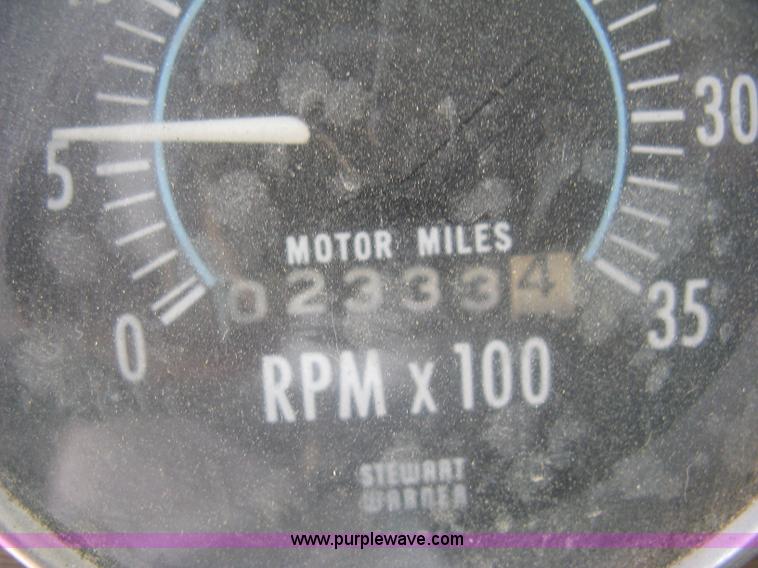 30
5
MOTOR MILES
023334
0
35
RPM x 100
STEWART
WARNER
www.purplewave.com